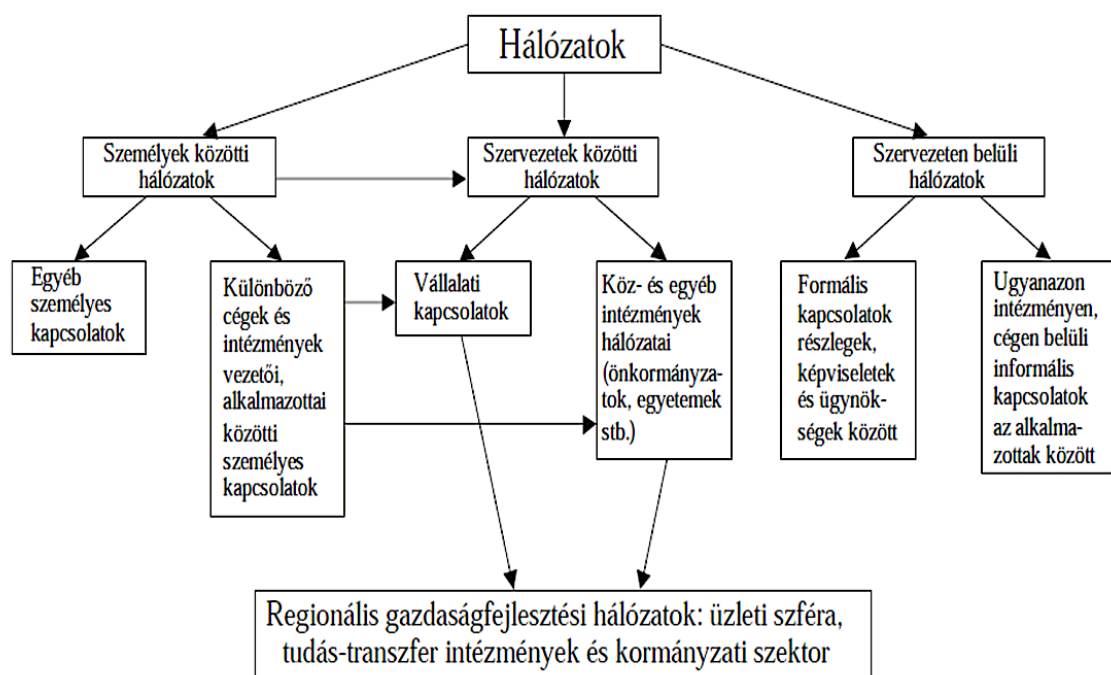 Hálózatok
Személyek közötti
hálózatok
Szervezetek közötti
hálózatok
Szervezeten belüli
hálózatok
Egyéb
személyes
kapcsolatok
Különböző
cégek és
intézmények
vezetői,
alkalmazottai
közötti
személyes
kapcsolatok
Vállalati
kapcsolatok
Köz- és egyéb
intézmények
hálózatai
(önkormányza-
tok, egyetemek
stb.)
Formális
kapcsolatok
részlegek,
képviseletek
és ügynök-
ségek között
Ugyanazon
intézményen,
cégen belüli
informális
kapcsolatok
az alkalma-
zottak között
Regionális gazdaságfejlesztési hálózatok: üzleti szféra,
tudás-transzfer intézmények és kormányzati szektor